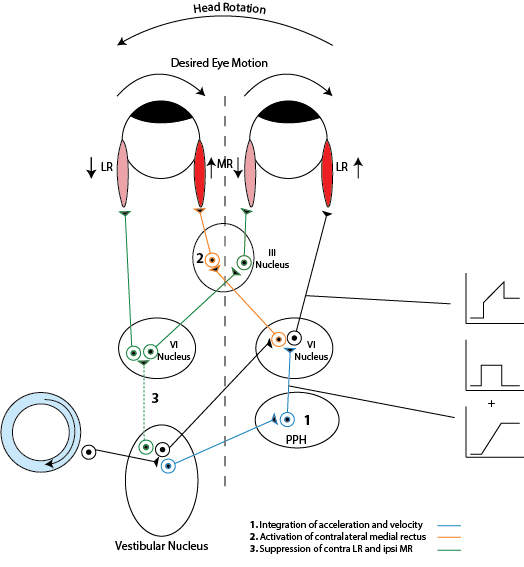 Head Rotation
Desired Eye Motion
LR
MR
LR
2
III
Nucleus
VI
Nucleus
VI
Nucleus
3
1
PPH
+
Vestibular Nucleus
1. Integration of acceleration and velocity
2. Activation of contralateral medial rectus
3. Suppression of contra LR and ipsi MR